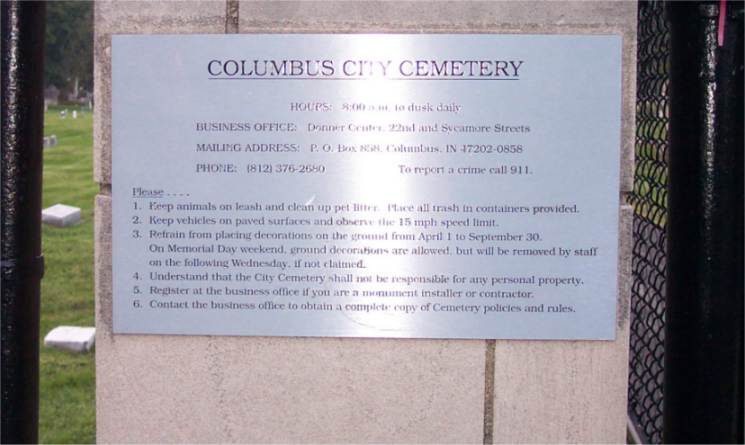 COLUMBUS CITY CEMETERY
HOURS: 8:00 a.m. to dusk daily
BUSINESS OFFICE: Donner Center, 22nd and Sycamore Streets
MAILING ADDRESS: P. O. Box 858, Columbus, IN 47202-0858
PHONE: (812) 376-2680 To report a crime call 911.
Please . . . .
1. Keep animals on leash and clean up pet litter. Place all trash in containers provided.
2. Keep vehicles on paved surfaces and observe the 15 mph speed limit.
3. Refrain from placing decorations on the ground from April 1 to September 30.
On Memorial Day weekend, ground decorations are allowed, but will be removed by staff
on the following Wednesday, if not claimed.
4. Understand that the City Cemetery shall not be responsible for any personal property.
5. Register at the business office if you are a monument installer or contractor.
6. Contact the business office to obtain a complete copy of Cemetery policies and rules.